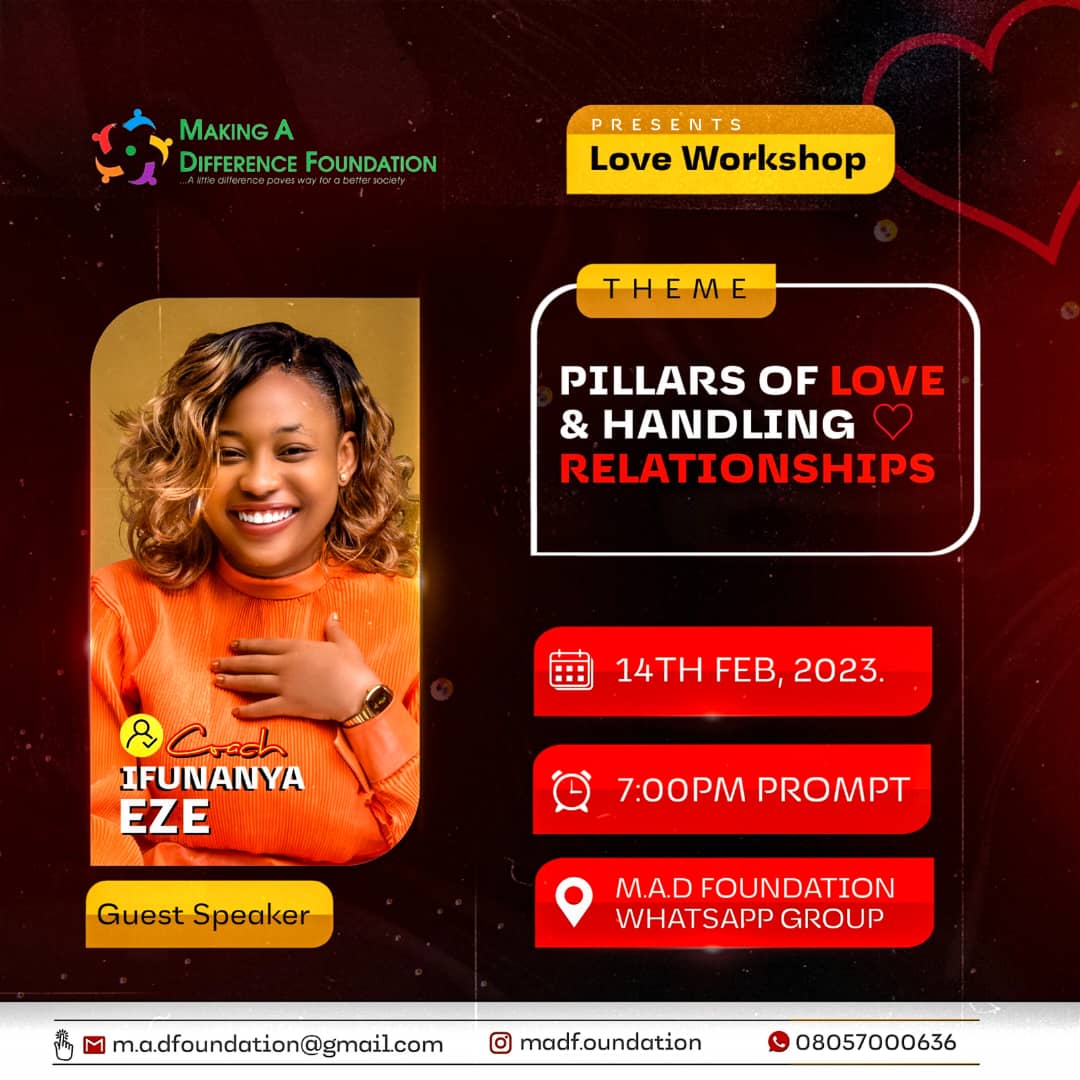 MAKING A
DIFFERENCE FOUNDATION
...A little difference paves way for a better society
PRESENTS
Love Workshop
THEME
PILLARS OF LOVE
& HANDLING
RELATIONSHIPS
Coach
IFUNANYA
EZE
Guest Speaker
14TH FEB, 2023.
7:00PM PROMPT
M.A.D FOUNDATION
WHATSAPP GROUP
m.a.dfoundation@gmail.com
madf.oundation
08057000636